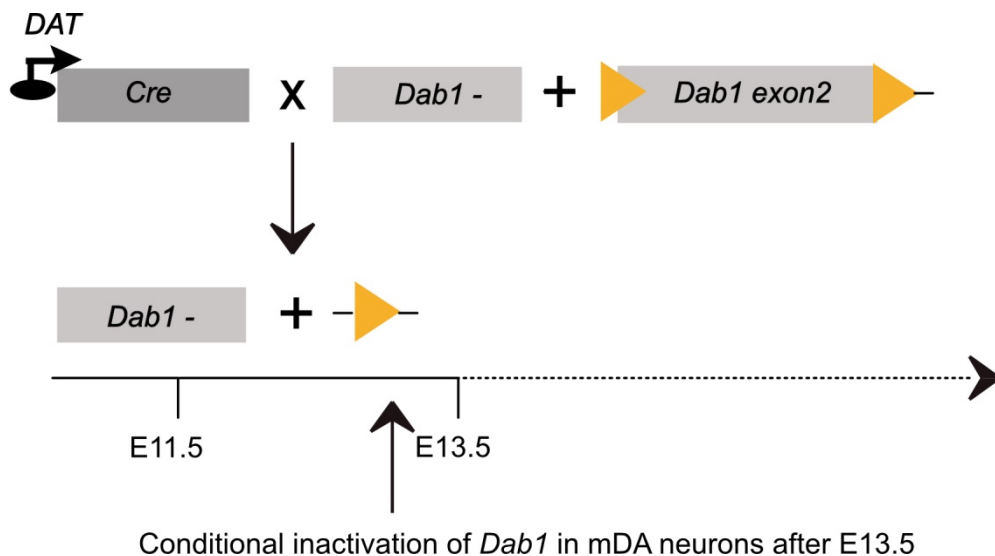 DAT
Cre X Dab1 - + Dab1 exon2
Dab1 - +
E11.5 E13.5
Conditional inactivation of Dab1 in mDA neurons after E13.5